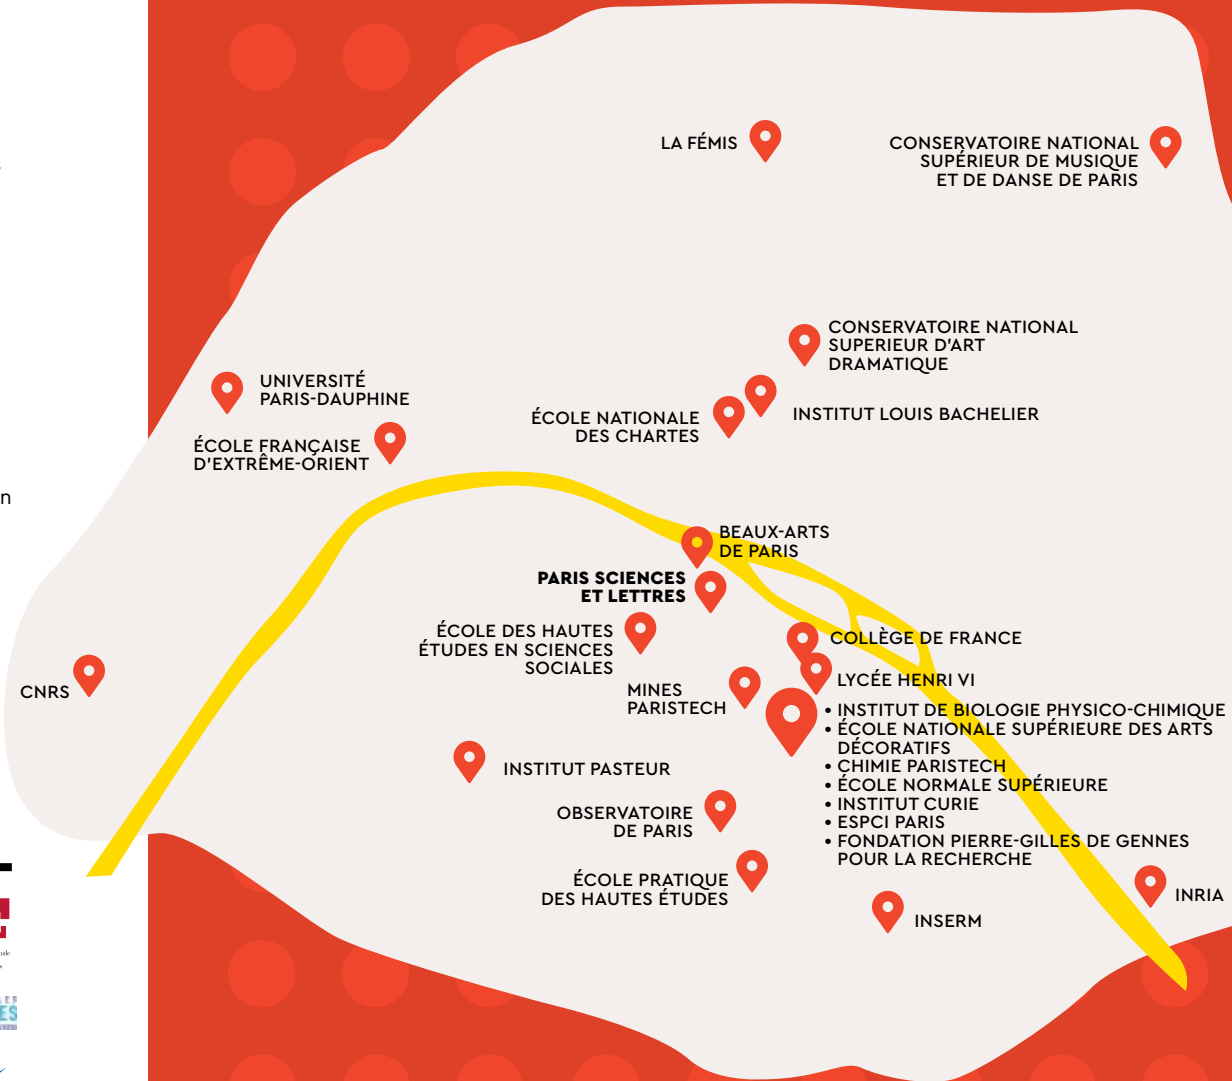 LA FÉMIS
CONSERVATOIRE NATIONAL
SUPÉRIEUR DE MUSIQUE
ET DE DANSE DE PARIS
CONSERVATOIRE NATIONAL
SUPERIEUR D'ART
DRAMATIQUE
UNIVERSITÉ
PARIS-DAUPHINE
INSTITUT LOUIS BACHELIER
ÉCOLE NATIONALE
DES CHARTES
ÉCOLE FRANÇAISE
D'EXTRÊME-ORIENT
n
BEAUX-ARTS
DE PARIS
PARIS SCIENCES
ET LETTRES
ÉCOLE DES HAUTES
ÉTUDES EN SCIENCES
SOCIALES
COLLÈGE DE FRANCE
LYCÉE HENRI VI
CNRS
MINES
PARISTECH
• INSTITUT DE BIOLOGIE PHYSICO-CHIMIQUE
• ÉCOLE NATIONALE SUPÉRIEURE DES ARTS
DÉCORATIFS
• CHIMIE PARISTECH
• ÉCOLE NORMALE SUPÉRIEURE
• INSTITUT CURIE
• ESPCI PARIS
• FONDATION PIERRE-GILLES DE GENNES
POUR LA RECHERCHE
INSTITUT PASTEUR
OBSERVATOIRE
DE PARIS
ÉCOLE PRATIQUE
DES HAUTES ÉTUDES
INRIA
INSERM